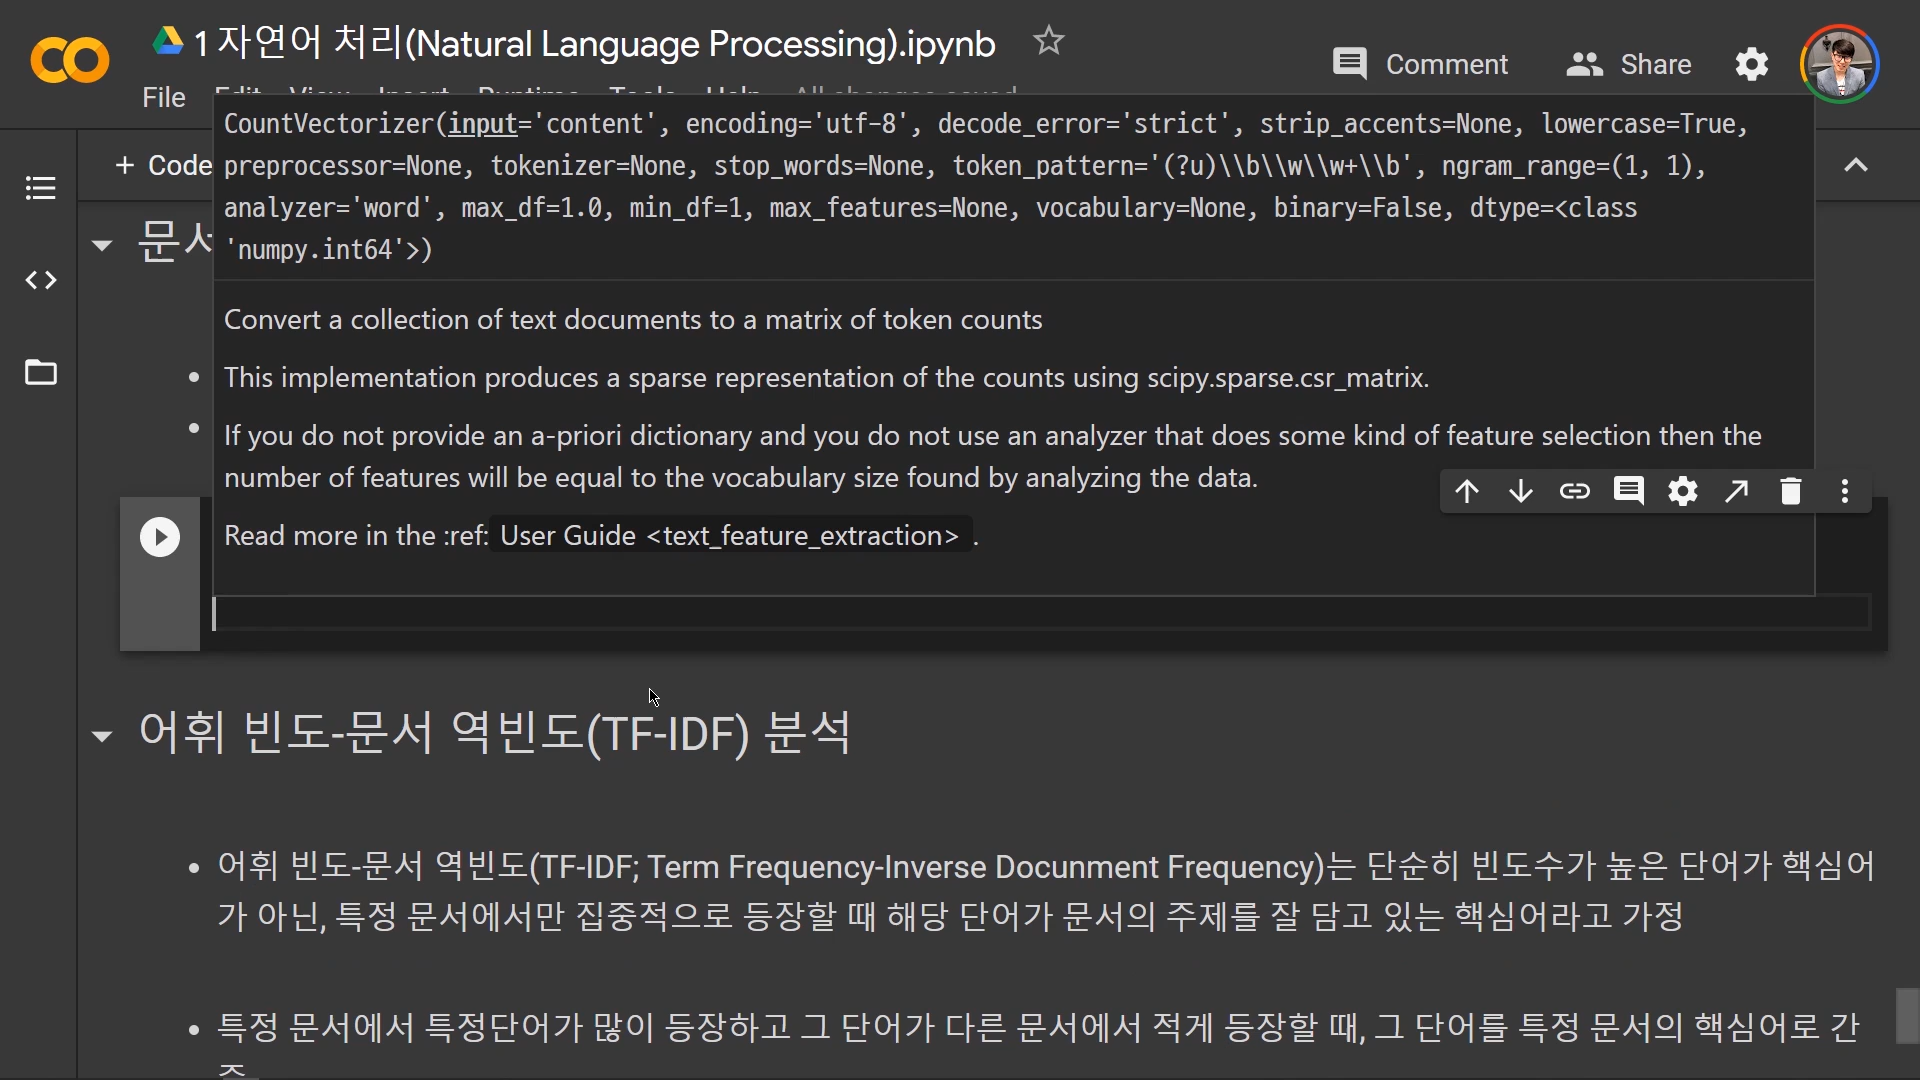 1 자연어 처리(Natural Language Processing).ipynb
Comment
Share
File Edit View Insert Runtime Tools Help All changes saved
+ Code
CountVectorizer(input='content', encoding='utf-8', decode_error='strict', strip_accents=None, lowercase=True,
preprocessor=None, tokenizer=None, stop_words=None, token_pattern='(?u)\\b\\w\\w+\\b', ngram_range=(1, 1),
analyzer='word', max_df=1.0, min_df=1, max_features=None, vocabulary=None, binary=False, dtype=<class
'numpy.int64'>)
문서
Convert a collection of text documents to a matrix of token counts
This implementation produces a sparse representation of the counts using scipy.sparse.csr_matrix.
If you do not provide an a-priori dictionary and you do not use an analyzer that does some kind of feature selection then the
number of features will be equal to the vocabulary size found by analyzing the data.
Read more in the :ref: User Guide <text_feature_extraction> .
어휘 빈도-문서 역빈도(TF-IDF) 분석
• 어휘 빈도-문서 역빈도(TF-IDF; Term Frequency-Inverse Docunment Frequency)는 단순히 빈도수가 높은 단어가 핵심어
가 아닌, 특정 문서에서만 집중적으로 등장할 때 해당 단어가 문서의 주제를 잘 담고 있는 핵심어라고 가정
• 특정 문서에서 특정단어가 많이 등장하고 그 단어가 다른 문서에서 적게 등장할 때, 그 단어를 특정 문서의 핵심어로 간